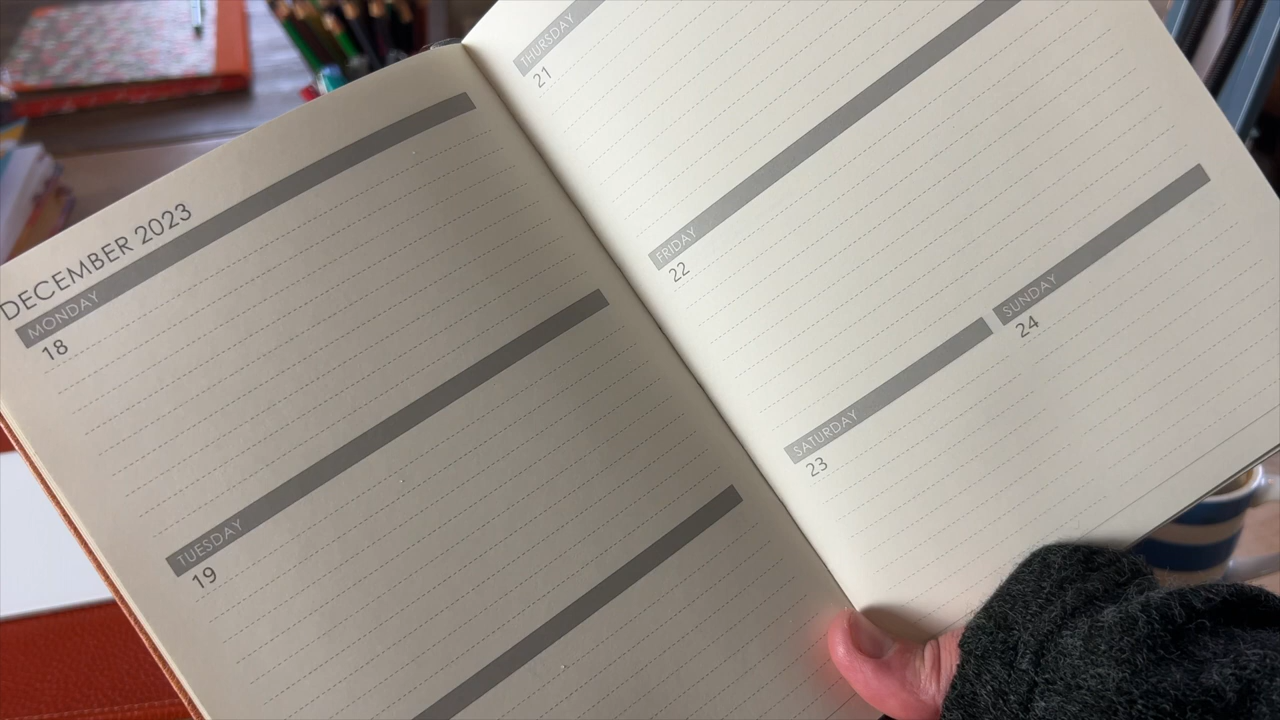 DECEMBER 2023
MONDAY
18
TUESDAY
19
THURSDAY
21
FRIDAY
22
SATURDAY
23
SUNDAY
24